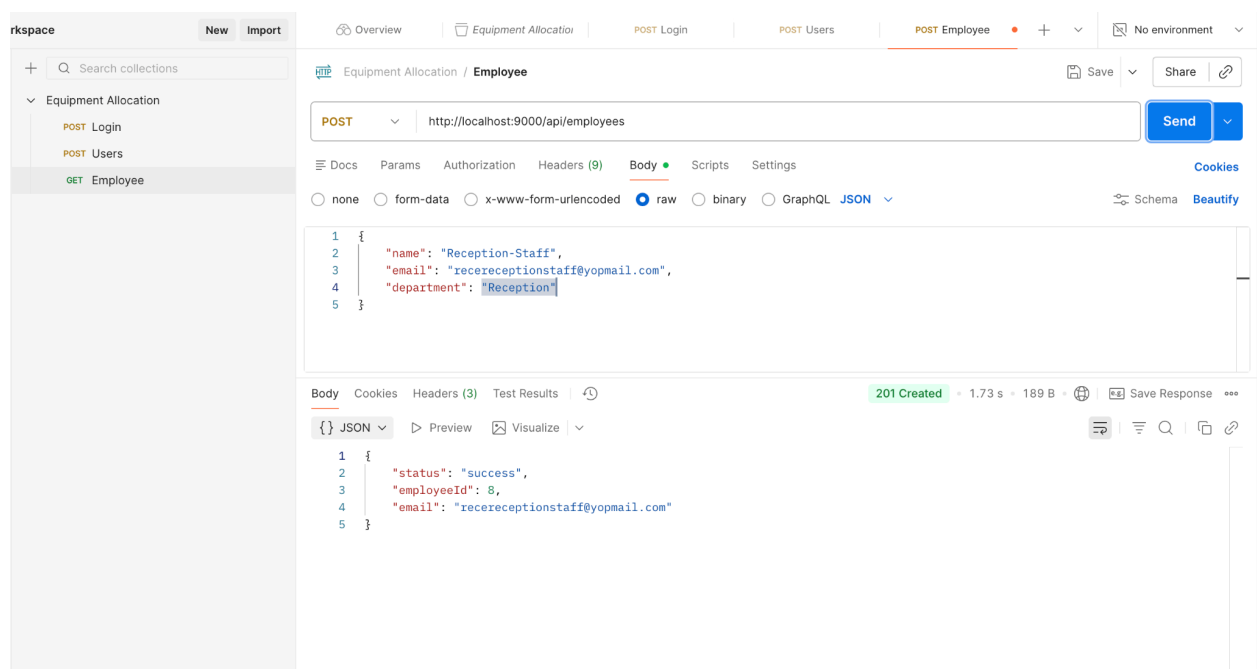 rkspace New Import Overview Equipment Allocation POST Login POST Users POST Employee No environment
Search collections
Equipment Allocation
POST Login
POST Users
GET Employee
HTTP Equipment Allocation / Employee Save Share
POST http://localhost:9000/api/employees Send
Docs Params Authorization Headers (9) Body Scripts Settings Cookies
none form-data x-www-form-urlencoded raw binary GraphQL JSON Schema Beautify
1 {
2 "name": "Reception-Staff",
3 "email": "recereceptionstaff@yopmail.com",
4 "department": "Reception"
5 }
Body Cookies Headers (3) Test Results 201 Created • 1.73 s • 189 B • e.g. Save Response
{} JSON Preview Visualize
1 {
2 "status": "success",
3 "employeeId": 8,
4 "email": "recereceptionstaff@yopmail.com"
5 }